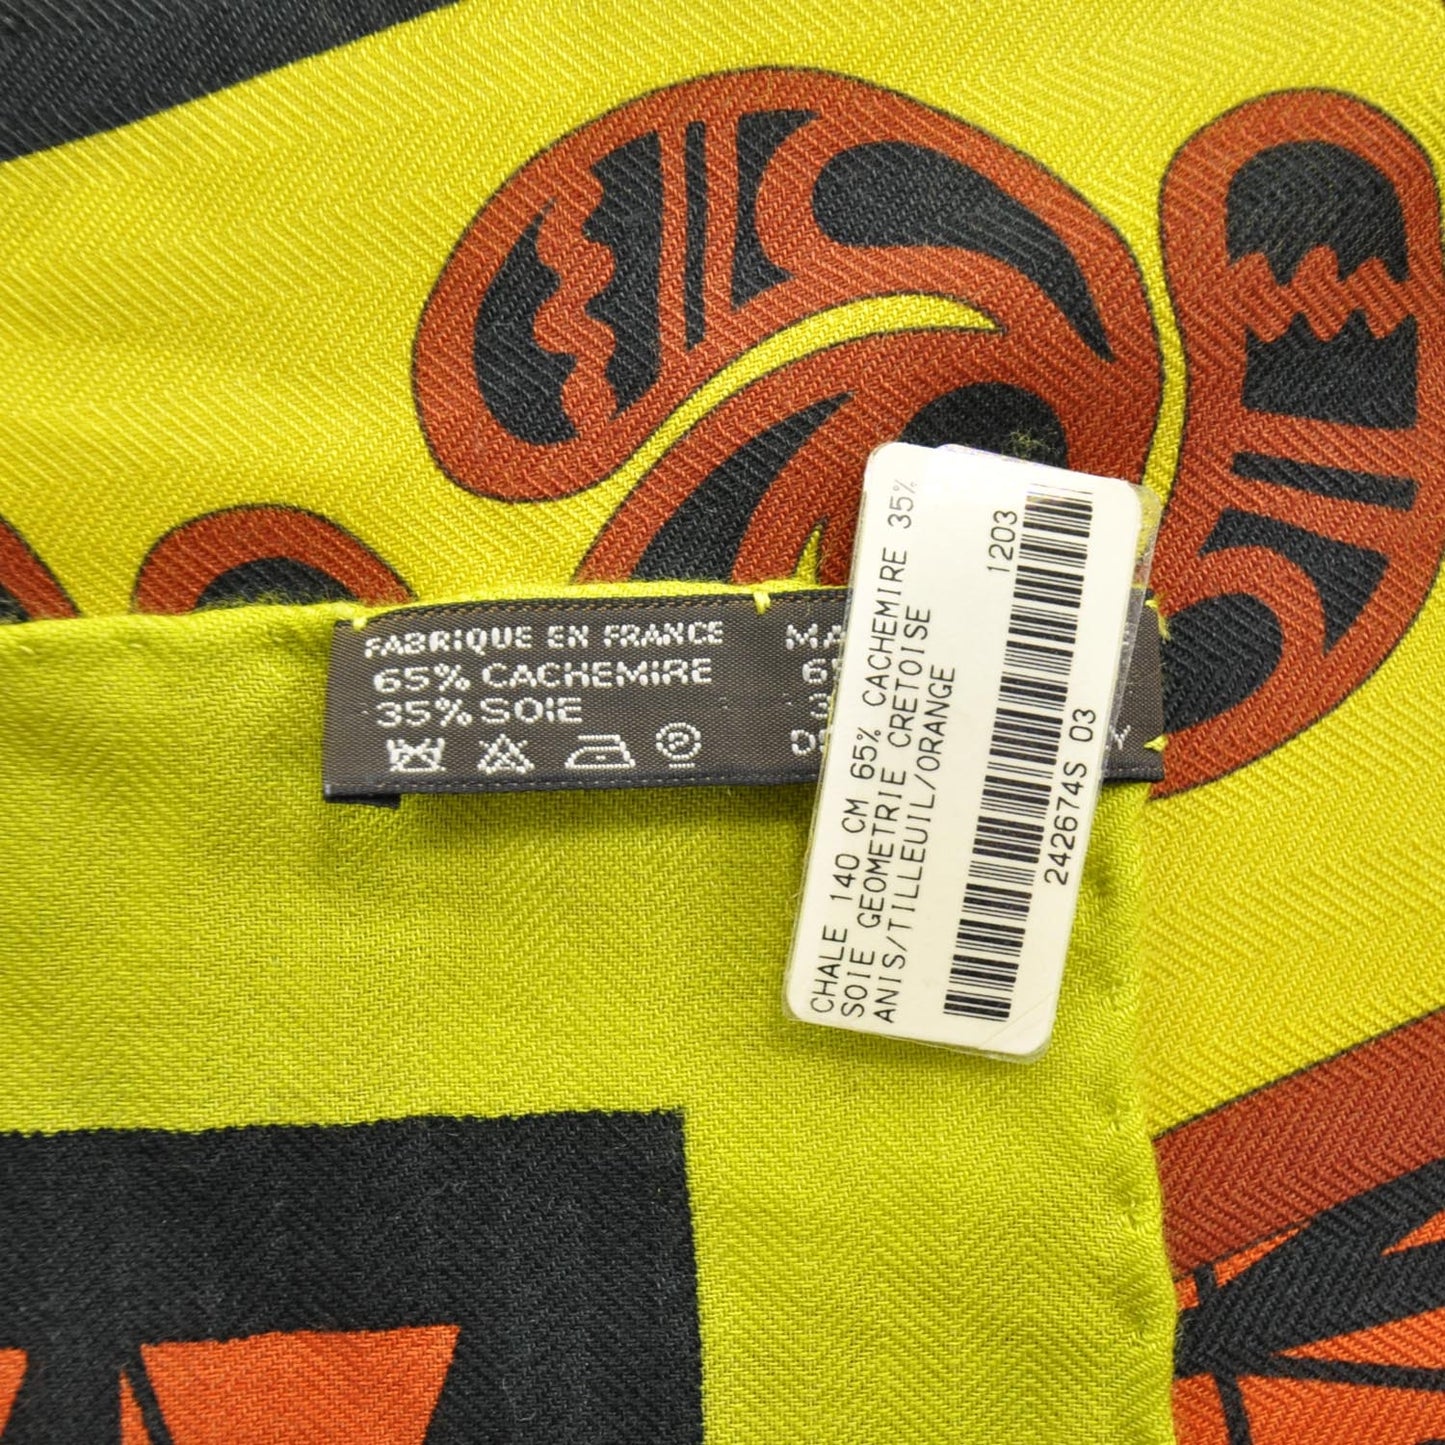 FABRIQUE EN FRANCE
65% CACHEMIRE
35% SOIE
CHALE 140 CM 65% CACHEMIRE 35%
SOIE GEOMETRIE CRETOISE
ANIS/TILLEUIL/ORANGE
1203
242674S 03